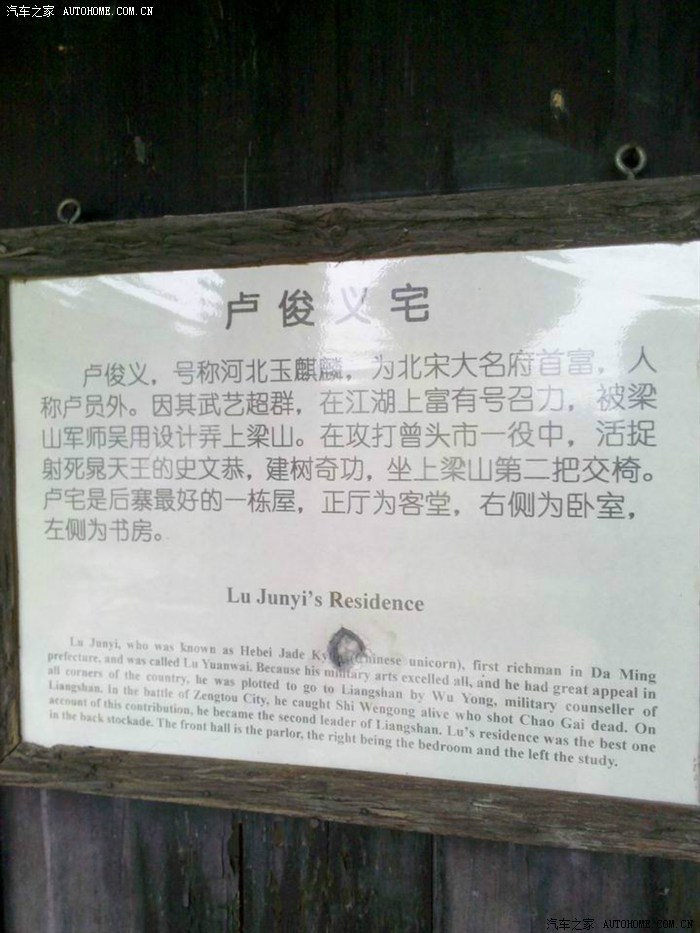 汽车之家 AUTOHOME.COM.CN
卢俊义宅
卢俊义，号称河北玉麒麟，为北宋大名府首富，人
称卢员外。因其武艺超群，在江湖上富有号召力，被梁
山军师吴用设计弄上梁山。在攻打曾头市一役中，活捉
射死晁天王的史文恭，建树奇功，坐上梁山第二把交椅。
卢宅是后寨最好的一栋屋，正厅为客堂，右侧为卧室，
左侧为书房。
Lu Junyi's Residence
Lu Junyi, who was known as Hebei Jade unicorn), first richman in Da Ming
prefecture, and was called Lu Yuanwai. Because his military arts excelled all, and he had great appeal in
all corners of the country, he was plotted to go to Liangshan by Wu Yong, military counseller of
Liangshan. In the battle of Zengtou City, he caught Shi Wengong alive who shot Chao Gai dead. On
account of this contribution, he became the second leader of Liangshan. Lu's residence was the best one
in the back stockade. The front hall is the parlor, the right being the bedroom and the left the study.
汽车之家 AUTOHOME.COM.CN